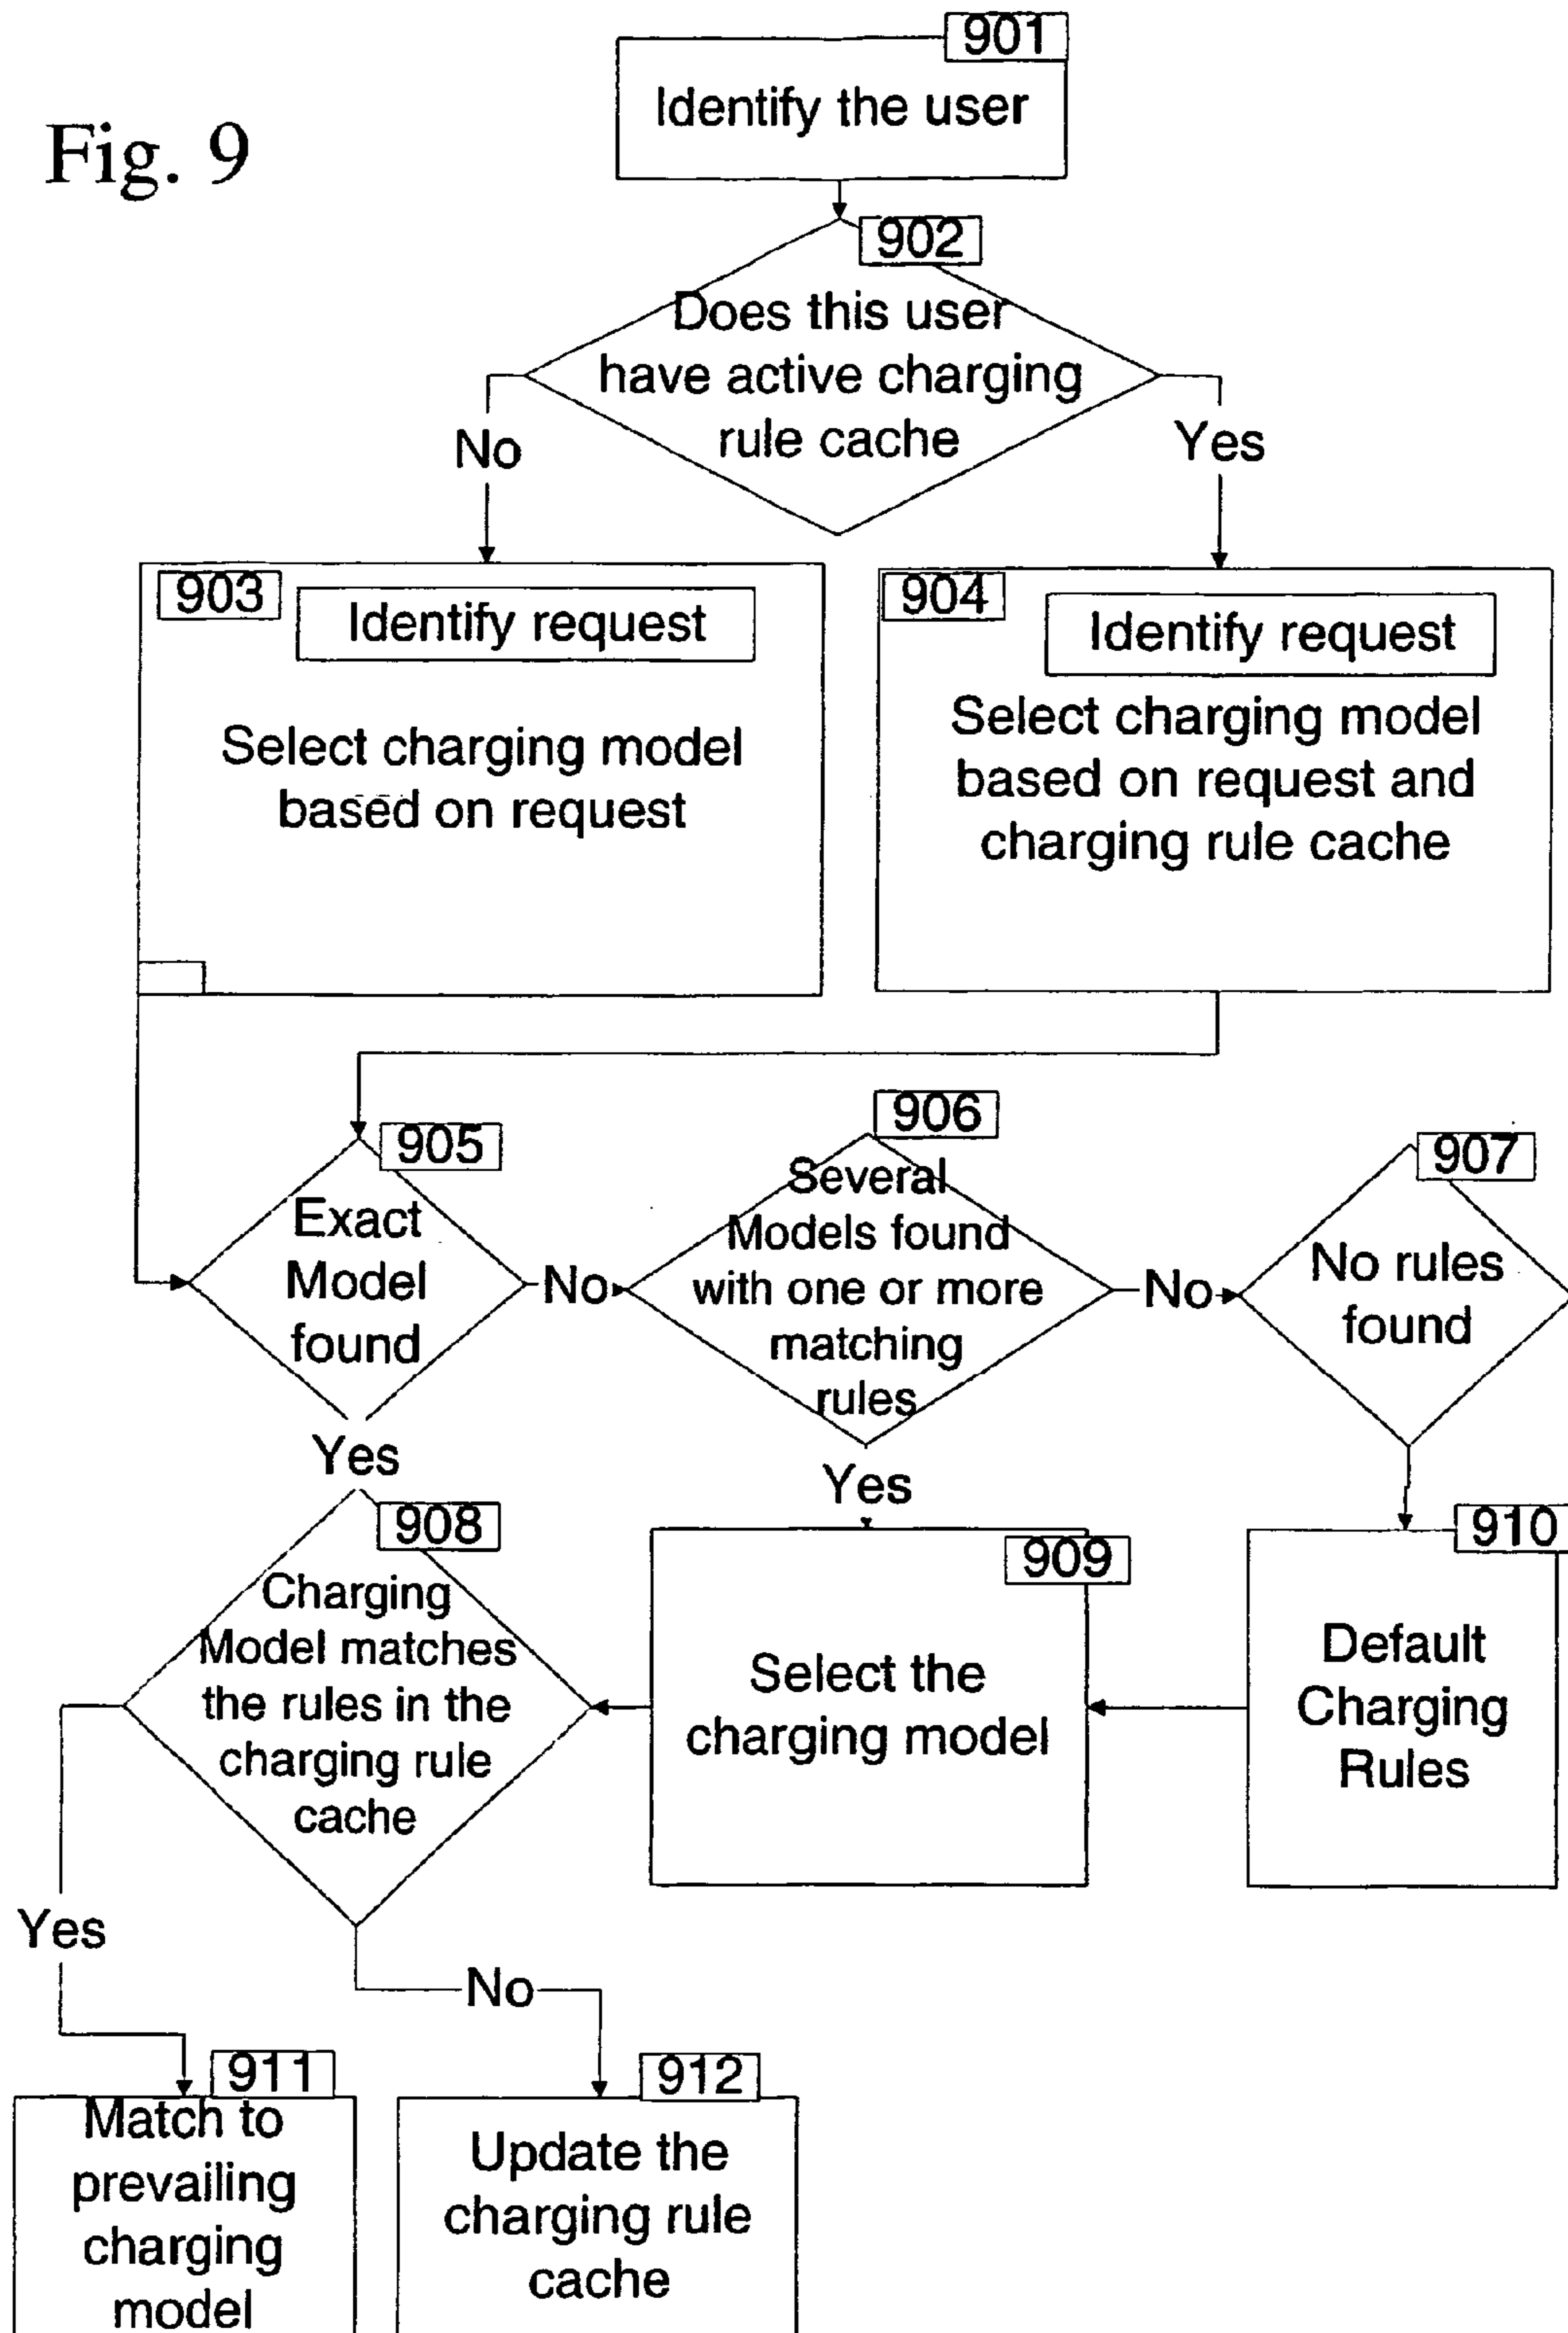 Fig. 9
901
Identify the user
902
Does this user
have active charging
rule cache
No
Yes
903
Identify request
Select charging model
based on request
904
Identify request
Select charging model
based on request and
charging rule cache
905
Exact
Model
found
No
906
Several
Models found
with one or more
matching
rules
No
907
No rules
found
Yes
Yes
908
Charging
Model matches
the rules in the
charging rule
cache
909
Select the
charging model
910
Default
Charging
Rules
Yes
No
911
Match to
prevailing
charging
model
912
Update the
charging rule
cache